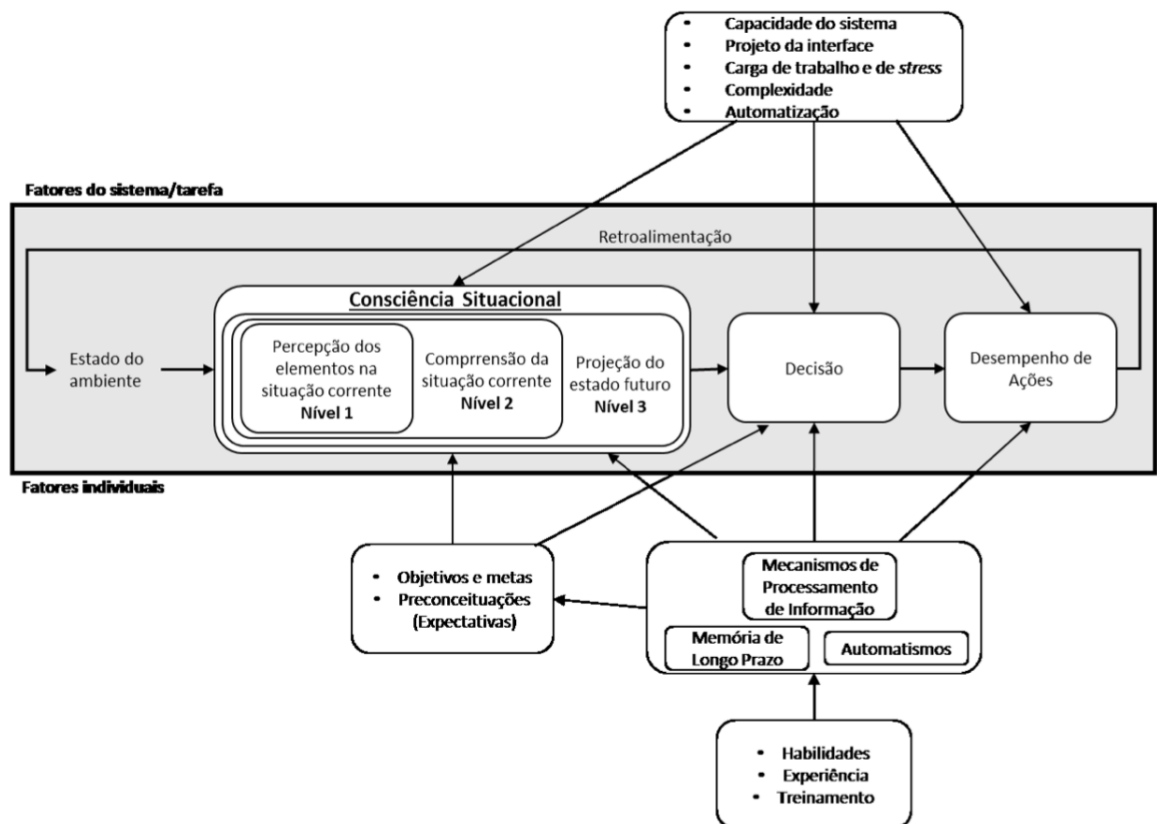 • Capacidade do sistema
• Projeto da interface
• Carga de trabalho e de stress
• Complexidade
• Automatização
Fatores do sistema/tarefa
Retroalimentação
Consciência Situacional
Estado do
ambiente
Percepção dos
elementos na
situação corrente
Nível 1
Comprrensão da
situação corrente
Nível 2
Projeção do
estado futuro
Nível 3
Decisão
Desempenho de
Ações
Fatores individuais
• Objetivos e metas
• Preconceituações
(Expectativas)
Mecanismos de
Processamento
de Informação
Memória de
Longo Prazo
Automatismos
• Habilidades
• Experiência
• Treinamento